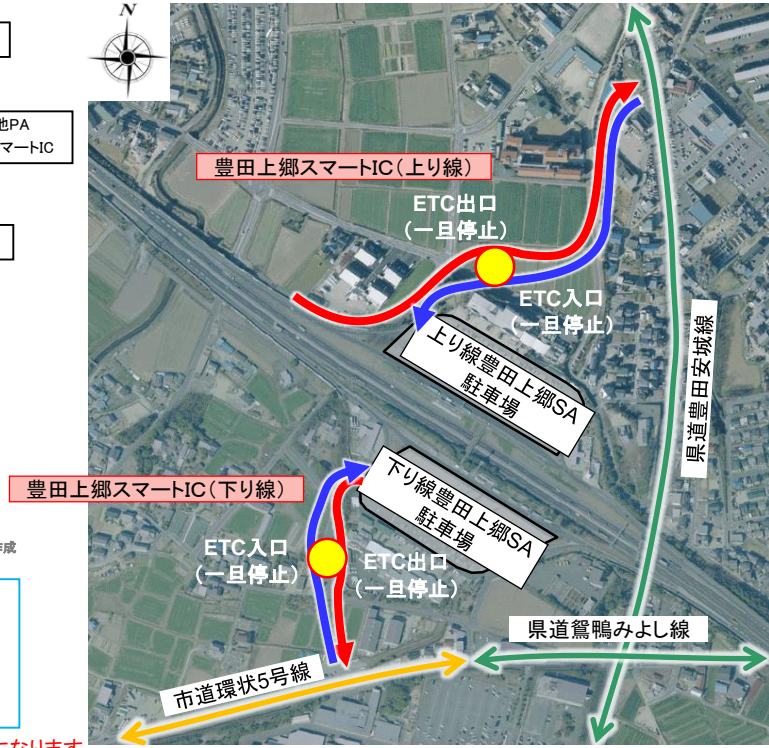 N
也PA
マートIC
豊田上郷スマートIC(上り線)
ETC出口
(一旦停止)
ETC入口
(一旦停止)
上り線豊田上郷SA
駐車場
県道豊田安城線
下り線豊田上郷SA
駐車場
豊田上郷スマートIC(下り線)
ETC入口
(一旦停止)
ETC出口
(一旦停止)
作成
県道鴛鴨みよし線
市道環状5号線
になります